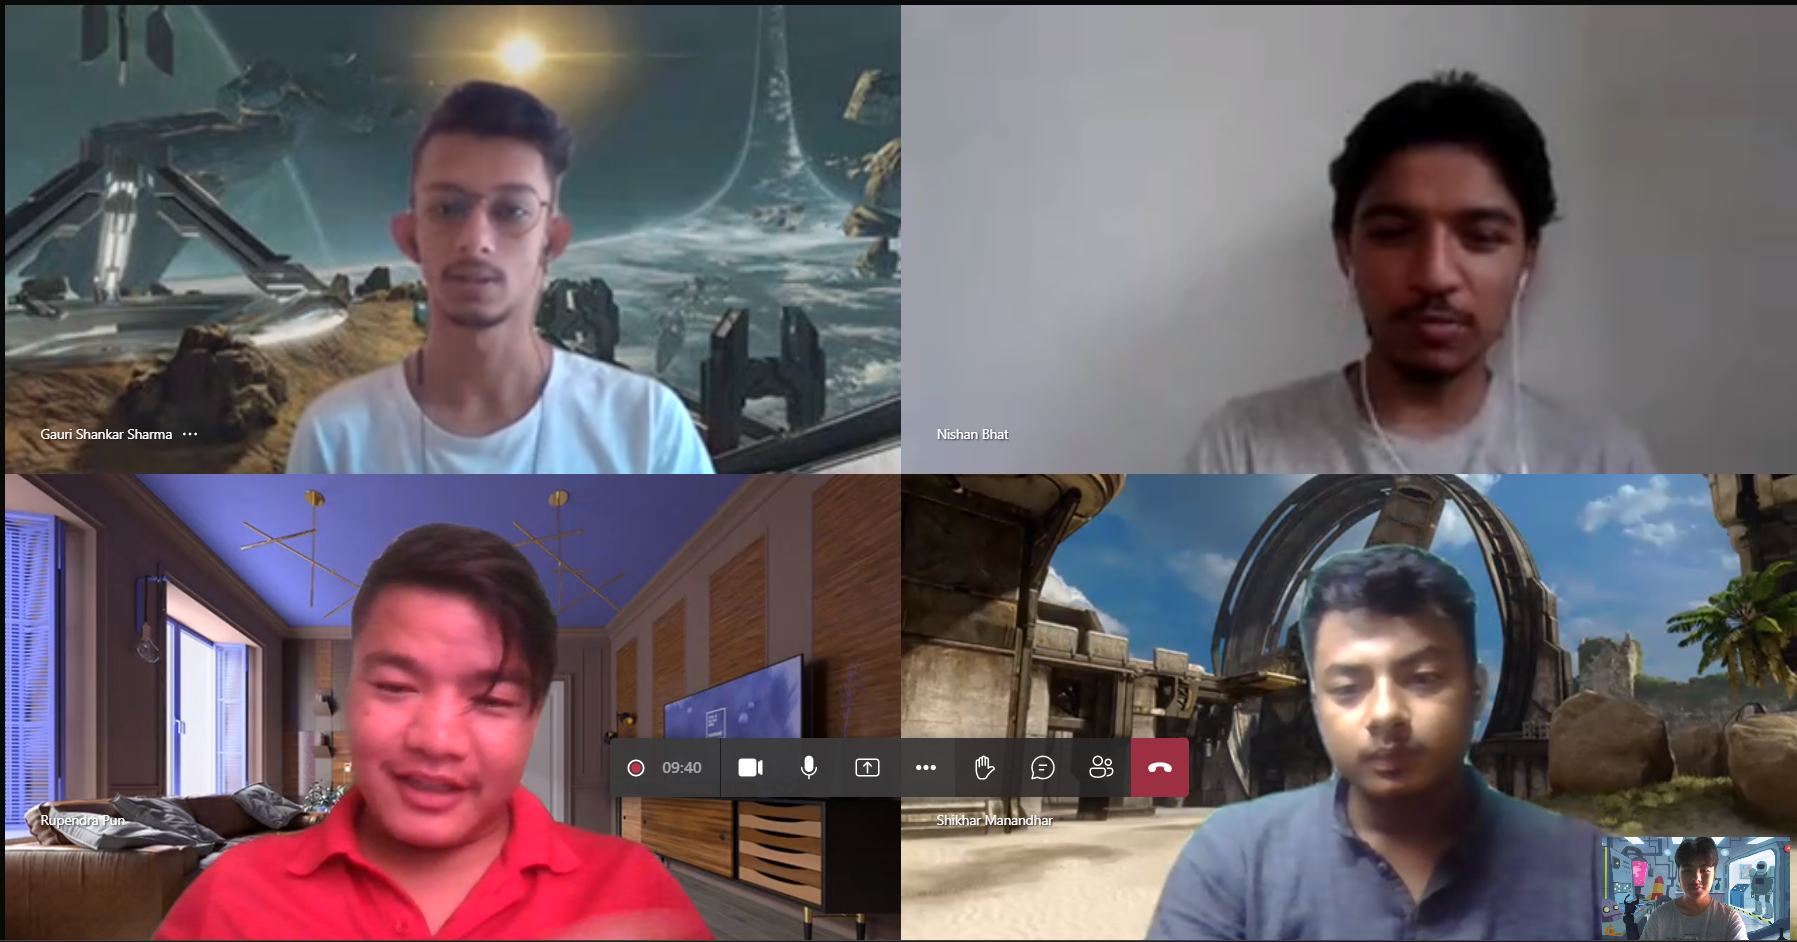 Gauri Shankar Sharma ...
Nishan Bhat
09:40
Rupendra Pun
Shikhar Manandhar